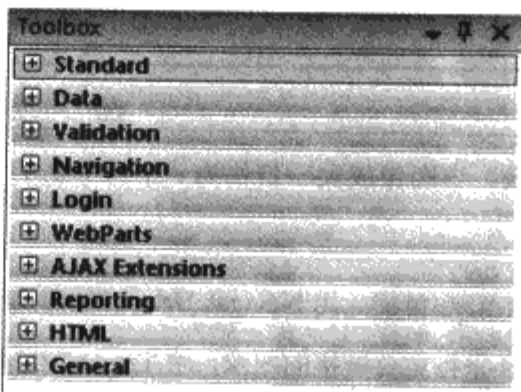 Toolbox
Standard
Data
Validation
Navigation
Login
WebParts
AJAX Extensions
Reporting
HTML
General